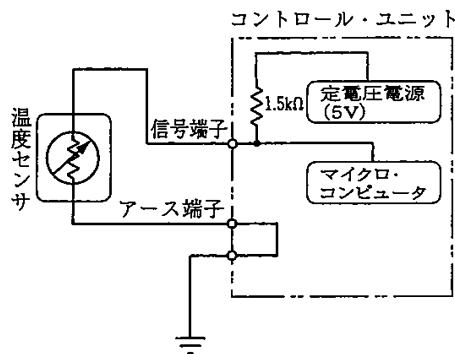 コントロール・ユニット
1.5kΩ
定電圧電源
(5V)
温度センサ
信号端子
マイクロ・
コンピュータ
アース端子